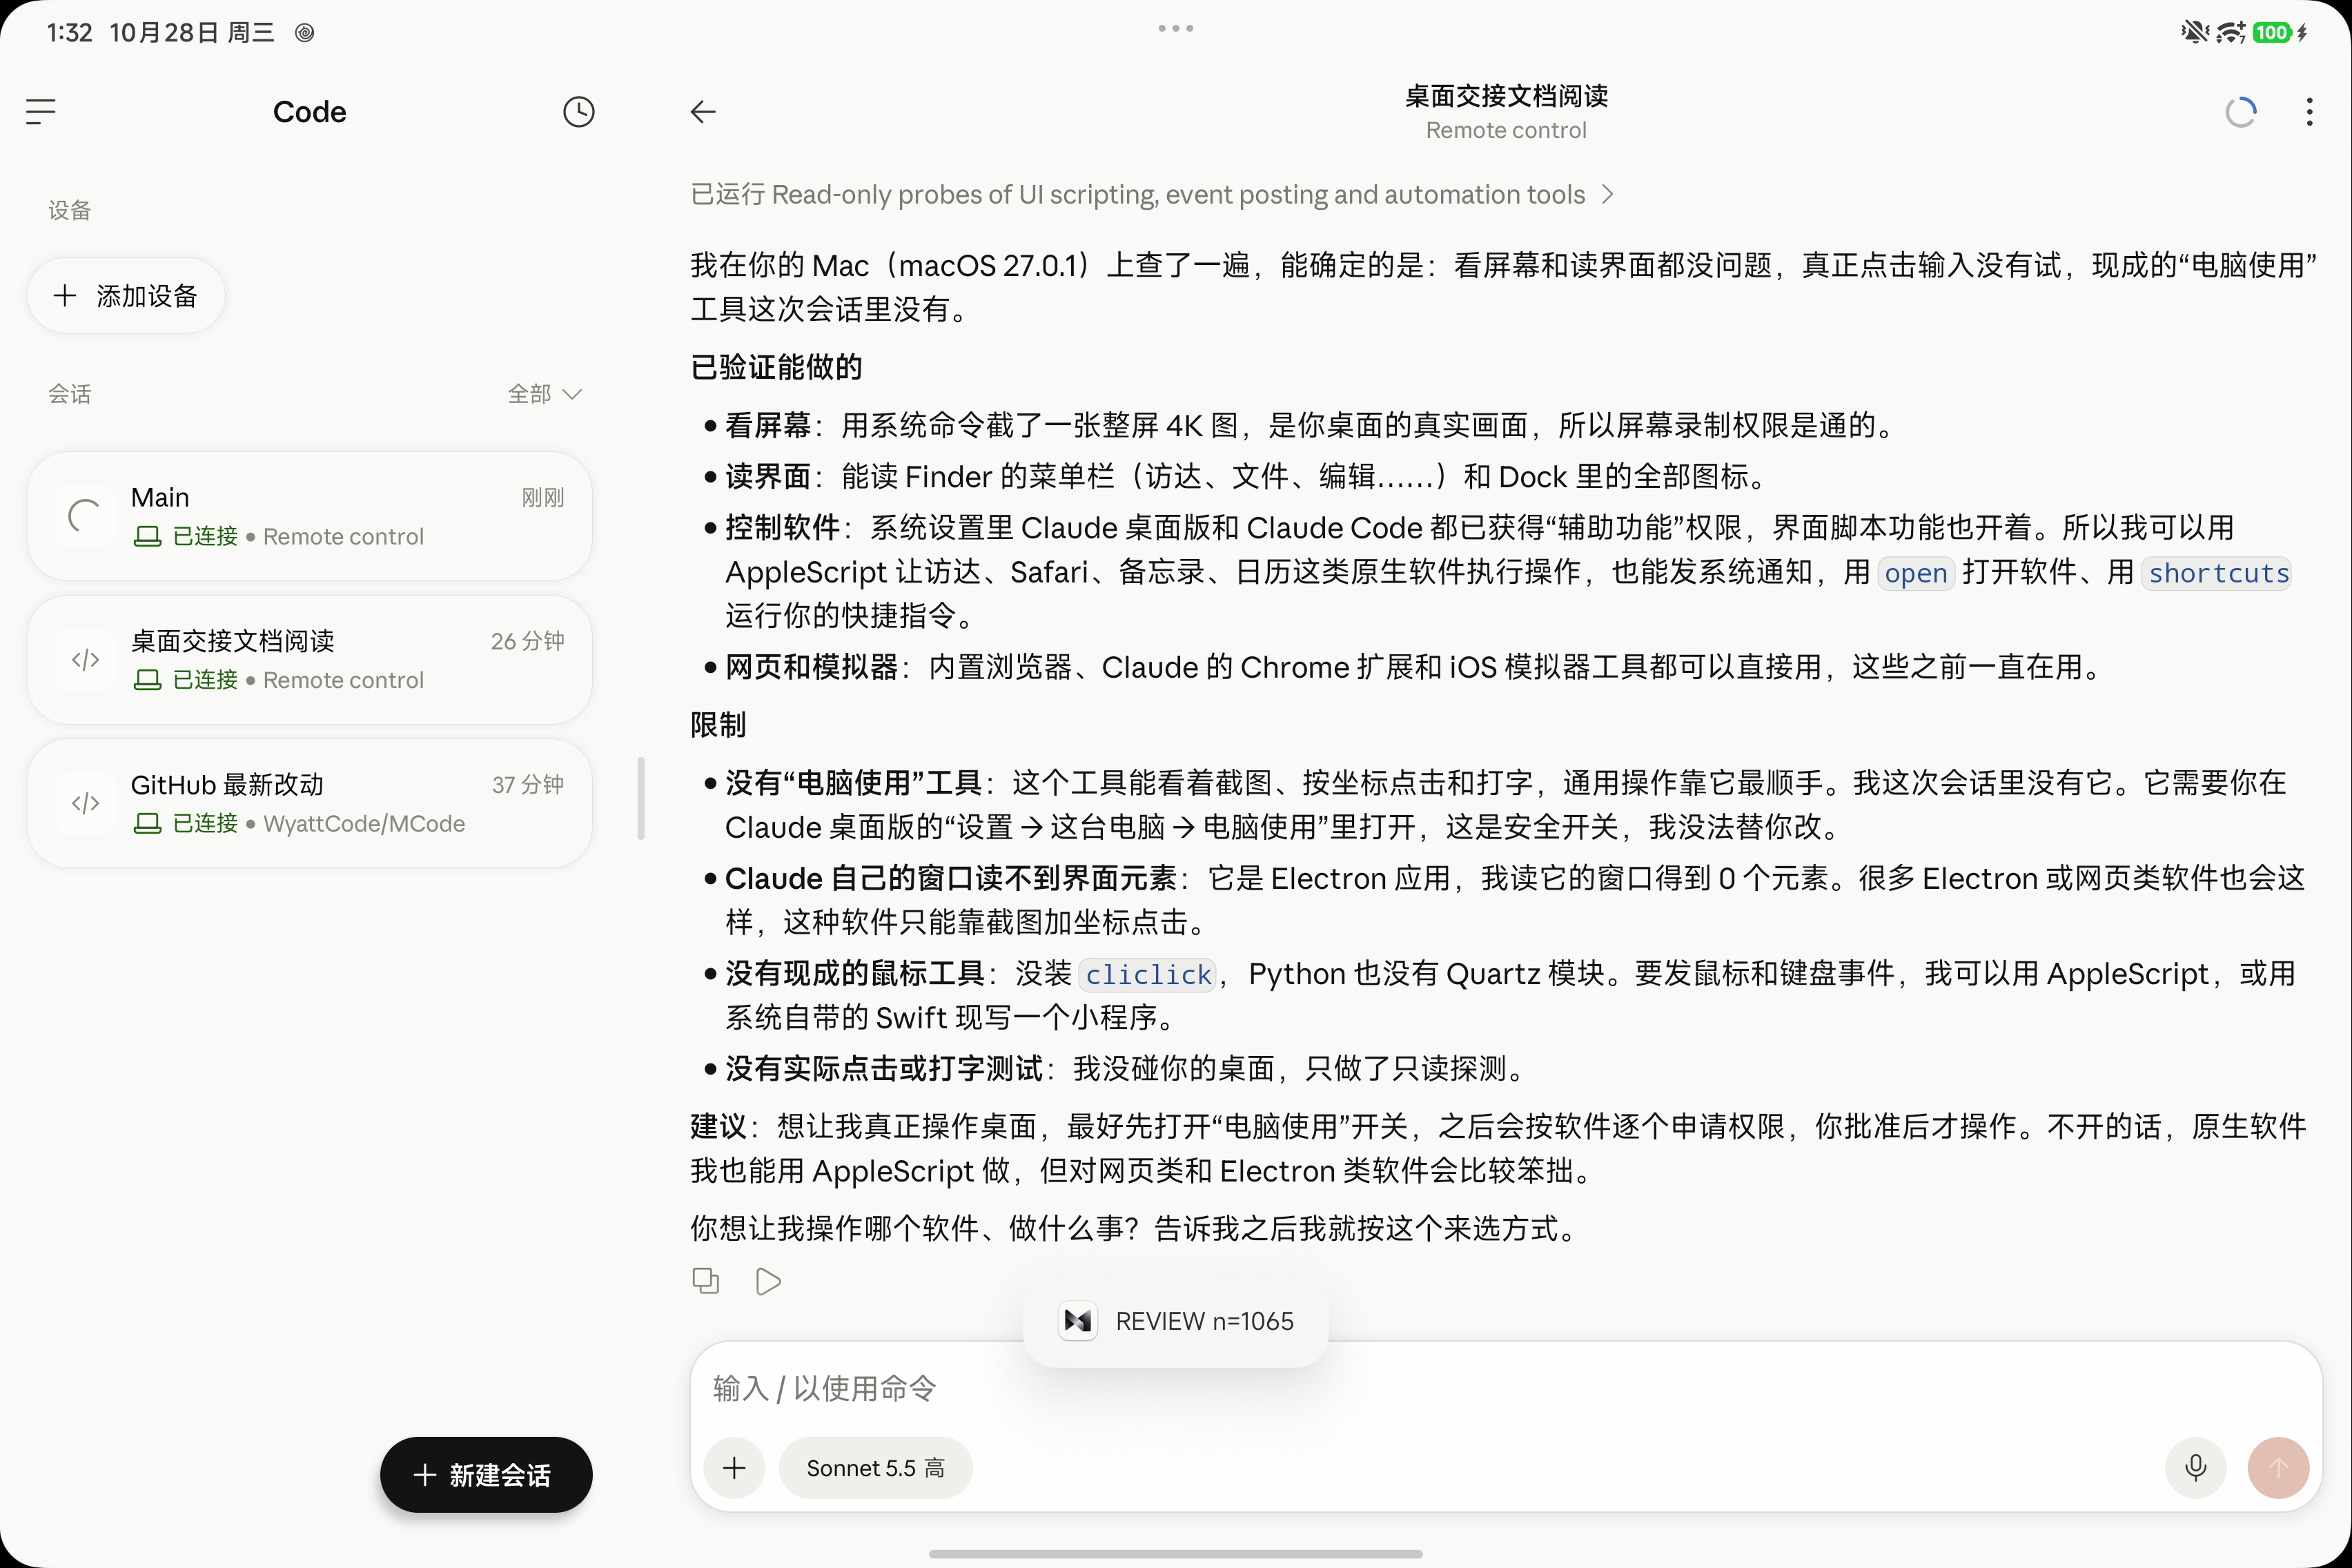 1:32 10月28日 周三
100
Code
设备
添加设备
会话
全部
Main
刚刚
已连接 • Remote control
桌面交接文档阅读
26 分钟
已连接 • Remote control
GitHub 最新改动
37 分钟
已连接 • WyattCode/MCode
新建会话
桌面交接文档阅读
Remote control
已运行 Read-only probes of UI scripting, event posting and automation tools
我在你的 Mac（macOS 27.0.1）上查了一遍，能确定的是：看屏幕和读界面都没问题，真正点击输入没有试，现成的“电脑使用”
工具这次会话里没有。
已验证能做的
• 看屏幕：用系统命令截了一张整屏 4K 图，是你桌面的真实画面，所以屏幕录制权限是通的。
• 读界面：能读 Finder 的菜单栏（访达、文件、编辑……）和 Dock 里的全部图标。
• 控制软件：系统设置里 Claude 桌面版和 Claude Code 都已获得“辅助功能”权限，界面脚本功能也开着。所以我可以用
AppleScript 让访达、Safari、备忘录、日历这类原生软件执行操作，也能发系统通知，用 open 打开软件、用 shortcuts
运行你的快捷指令。
• 网页和模拟器：内置浏览器、Claude 的 Chrome 扩展和 iOS 模拟器工具都可以直接用，这些之前一直在用。
限制
• 没有“电脑使用”工具：这个工具能看着截图、按坐标点击和打字，通用操作靠它最顺手。我这次会话里没有它。它需要你在
Claude 桌面版的“设置 → 这台电脑 → 电脑使用”里打开，这是安全开关，我没法替你改。
• Claude 自己的窗口读不到界面元素：它是 Electron 应用，我读它的窗口得到 0 个元素。很多 Electron 或网页类软件也会这
样，这种软件只能靠截图加坐标点击。
• 没有现成的鼠标工具：没装 cliclick，Python 也没有 Quartz 模块。要发鼠标和键盘事件，我可以用 AppleScript，或用
系统自带的 Swift 现写一个小程序。
• 没有实际点击或打字测试：我没碰你的桌面，只做了只读探测。
建议：想让我真正操作桌面，最好先打开“电脑使用”开关，之后会按软件逐个申请权限，你批准后才操作。不开的话，原生软件
我也能用 AppleScript 做，但对网页类和 Electron 类软件会比较笨拙。
你想让我操作哪个软件、做什么事？告诉我之后我就按这个来选方式。
REVIEW n=1065
输入 / 以使用命令
Sonnet 5.5 高